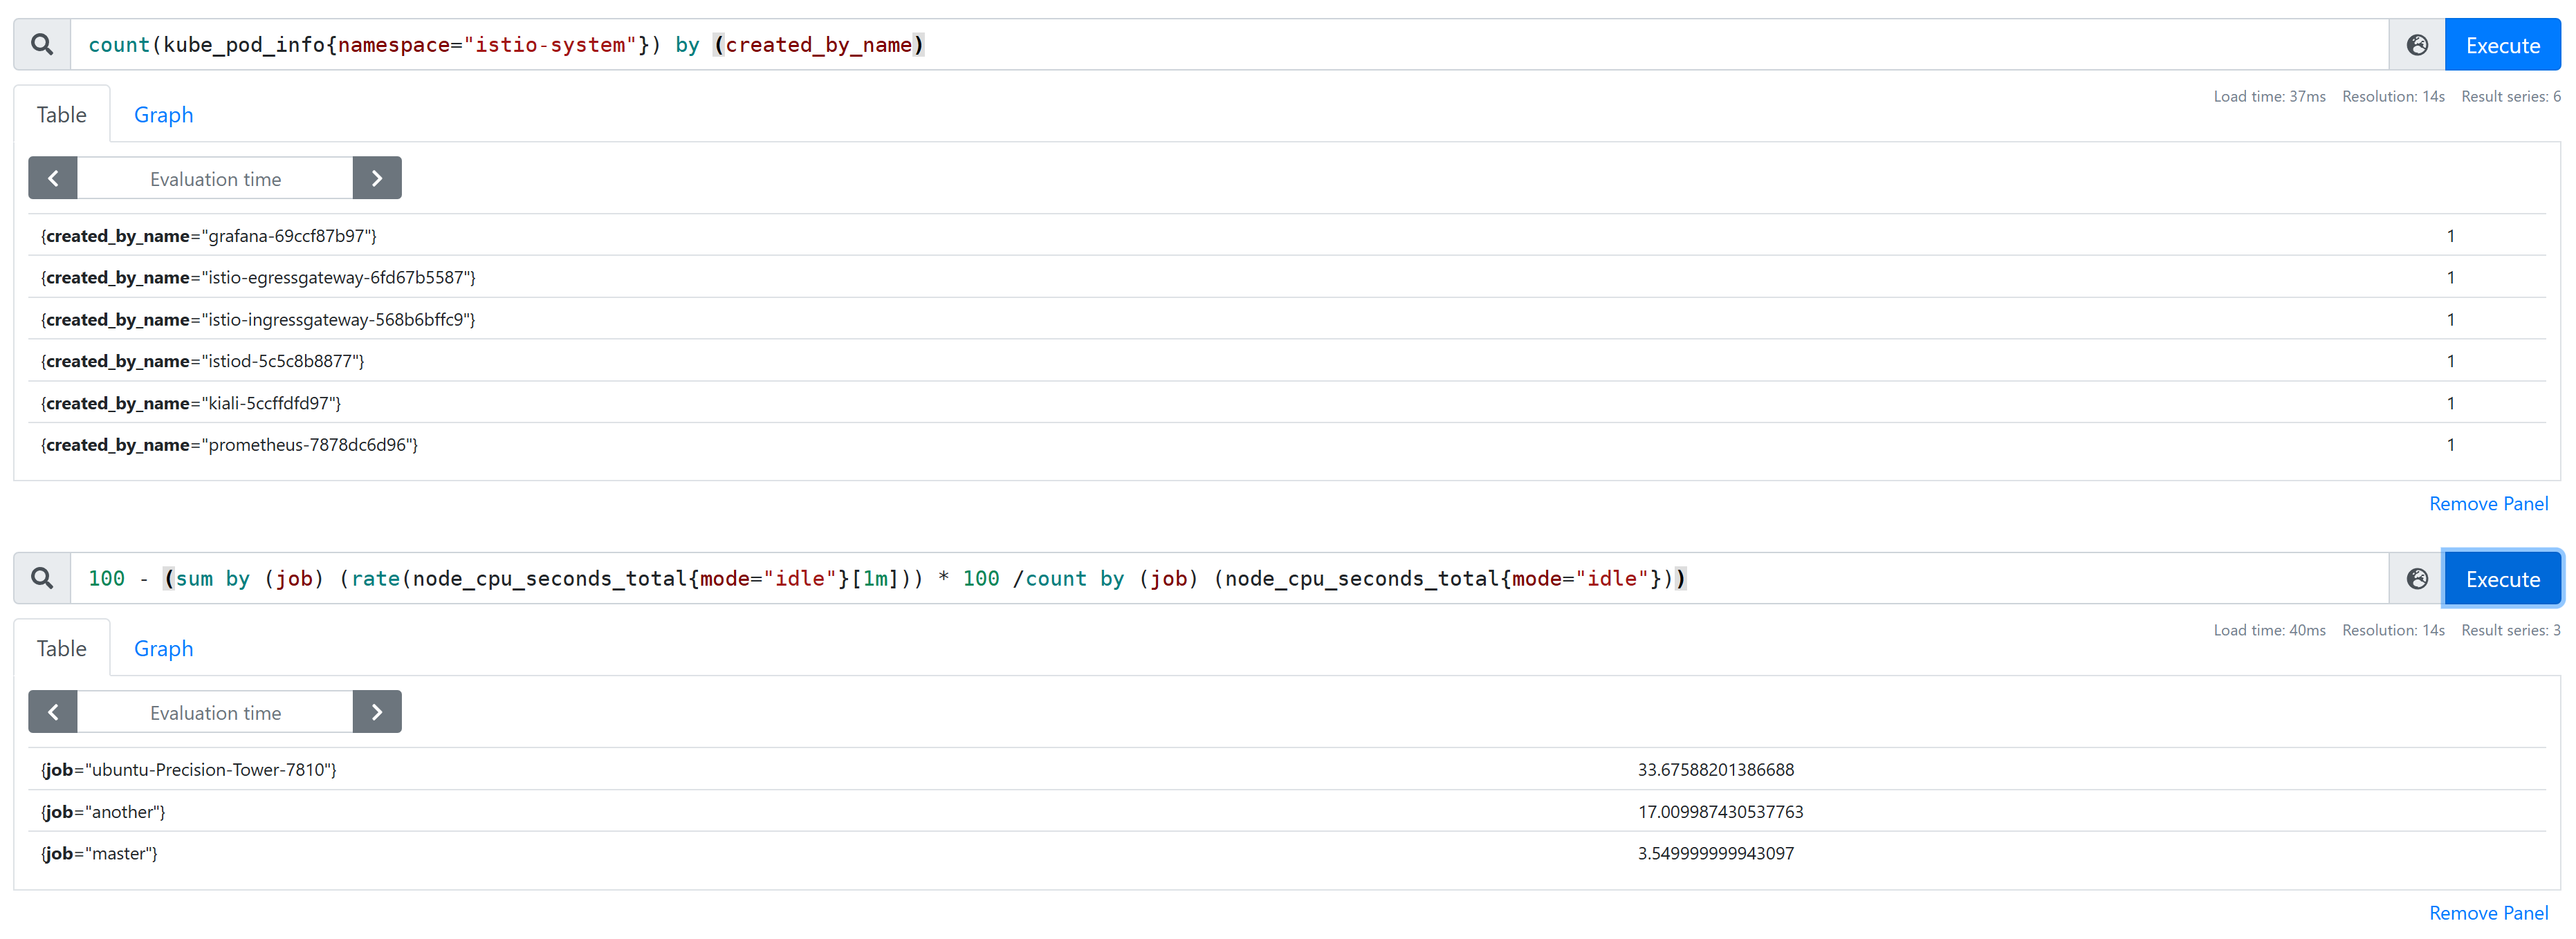 count(kube_pod_info{namespace="istio-system"}) by (created_by_name)
Execute
Table
Graph
Load time: 37ms Resolution: 14s Result series: 6
Evaluation time
{created_by_name="grafana-69ccf87b97"} 1
{created_by_name="istio-egressgateway-6fd67b5587"} 1
{created_by_name="istio-ingressgateway-568b6bffc9"} 1
{created_by_name="istiod-5c5c8b8877"} 1
{created_by_name="kiali-5ccffdfd97"} 1
{created_by_name="prometheus-7878dc6d96"} 1
Remove Panel
100 - (sum by (job) (rate(node_cpu_seconds_total{mode="idle"}[1m])) * 100 /count by (job) (node_cpu_seconds_total{mode="idle"}))
Execute
Table
Graph
Load time: 40ms Resolution: 14s Result series: 3
Evaluation time
{job="ubuntu-Precision-Tower-7810"} 33.67588201386688
{job="another"} 17.009987430537763
{job="master"} 3.549999999943097
Remove Panel